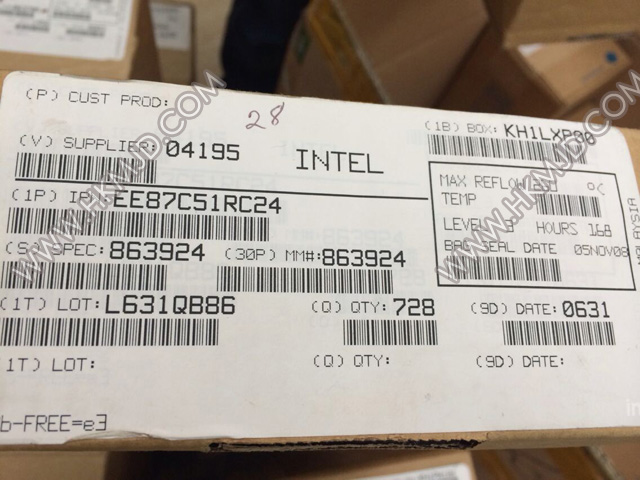 (P) CUST PROD:
28
(V) SUPPLIER: 04195
INTEL
(1B) BOX:
(1P)
EE87C51RC24
SPEC: 863924
(30P) MM#: 863924
(1T) LOT: L631QB86
(Q) QTY: 728
(9D) DATE: 0631
(1T) LOT:
(Q) QTY:
(9D) DATE:
MAX REFLOW
TEMP
°C
LEVEL 3 HOURS 168
BAG SEAL DATE 05NOV08
b-FREE=e3
WWW.HKMJD.COM